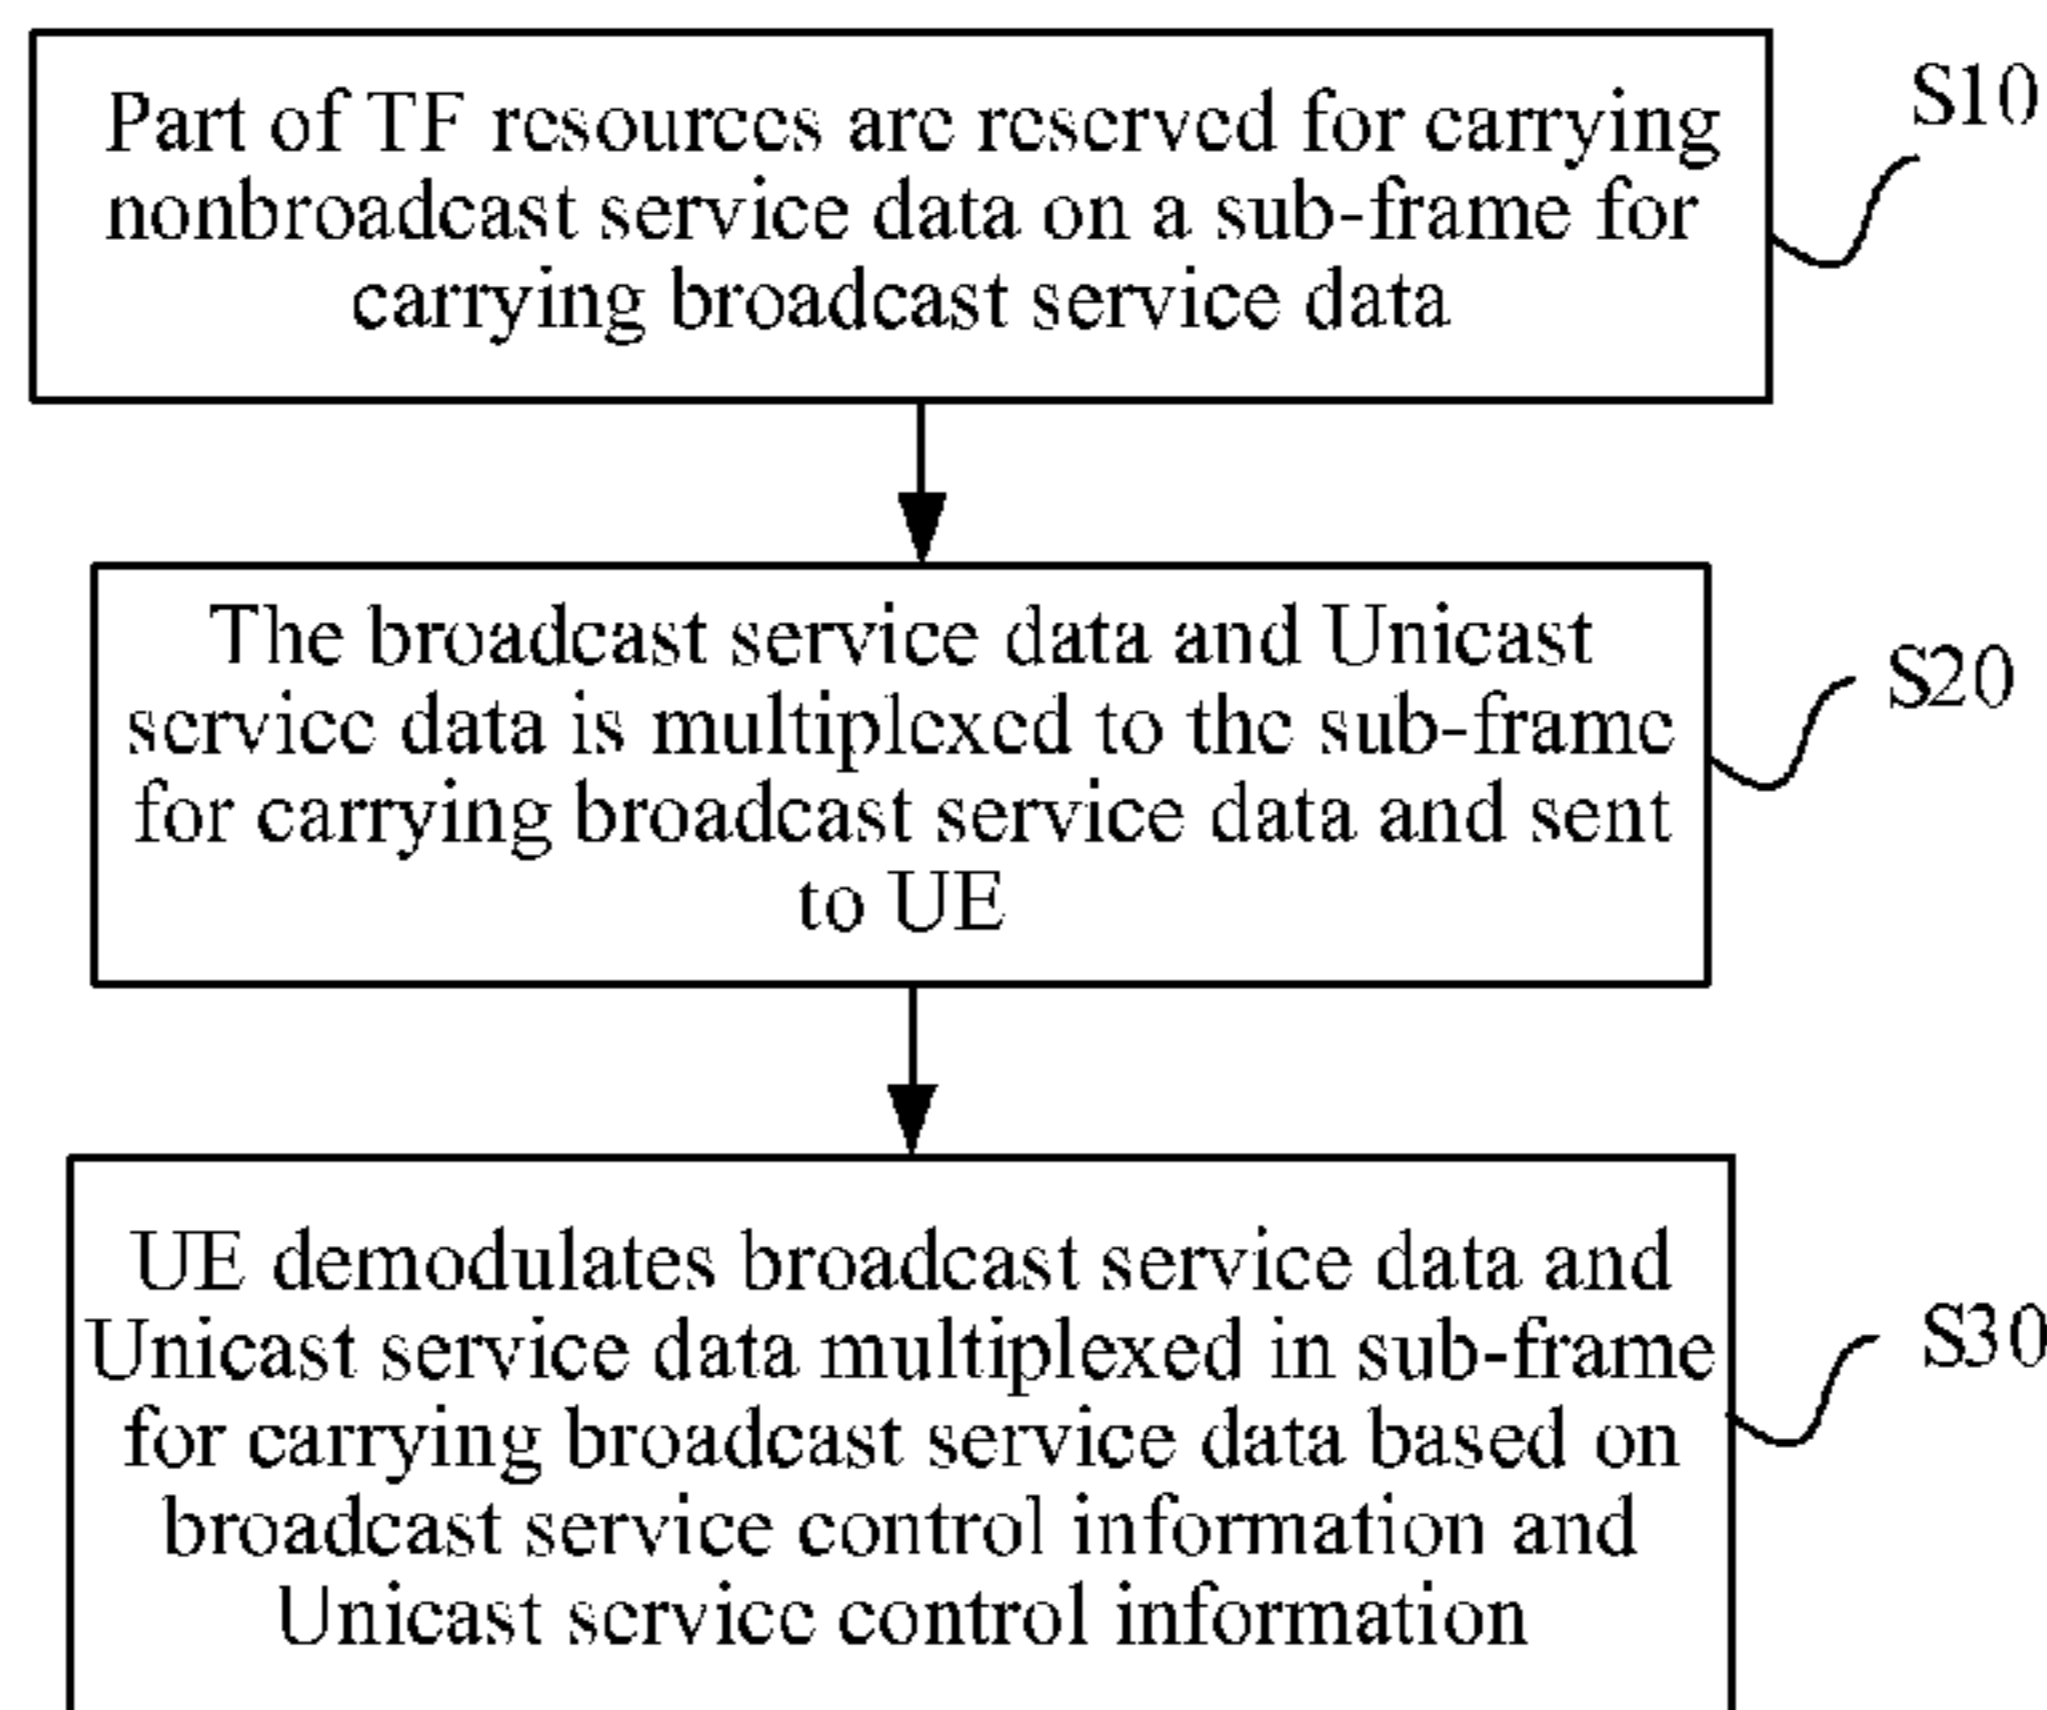 Part of TF resources are reserved for carrying
nonbroadcast service data on a sub-frame for
carrying broadcast service data
S10
The broadcast service data and Unicast
service data is multiplexed to the sub-frame
for carrying broadcast service data and sent
to UE
S20
UE demodulates broadcast service data and
Unicast service data multiplexed in sub-frame
for carrying broadcast service data based on
broadcast service control information and
Unicast service control information
S30